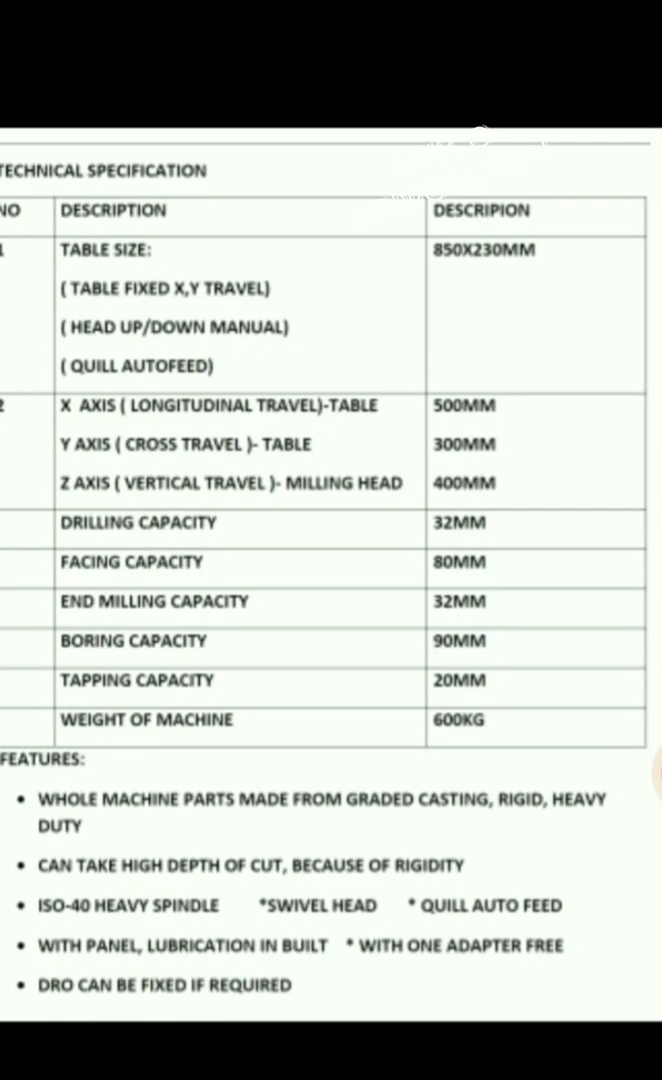 TECHNICAL SPECIFICATION
NO DESCRIPTION DESCRIPION
1 TABLE SIZE: 850X230MM
( TABLE FIXED X,Y TRAVEL)
( HEAD UP/DOWN MANUAL)
( QUILL AUTOFEED)
2 X AXIS ( LONGITUDINAL TRAVEL)-TABLE 500MM
Y AXIS ( CROSS TRAVEL )- TABLE 300MM
Z AXIS ( VERTICAL TRAVEL )- MILLING HEAD 400MM
DRILLING CAPACITY 32MM
FACING CAPACITY 80MM
END MILLING CAPACITY 32MM
BORING CAPACITY 90MM
TAPPING CAPACITY 20MM
WEIGHT OF MACHINE 600KG
FEATURES:
• WHOLE MACHINE PARTS MADE FROM GRADED CASTING, RIGID, HEAVY
DUTY
• CAN TAKE HIGH DEPTH OF CUT, BECAUSE OF RIGIDITY
• ISO-40 HEAVY SPINDLE *SWIVEL HEAD * QUILL AUTO FEED
• WITH PANEL, LUBRICATION IN BUILT * WITH ONE ADAPTER FREE
• DRO CAN BE FIXED IF REQUIRED